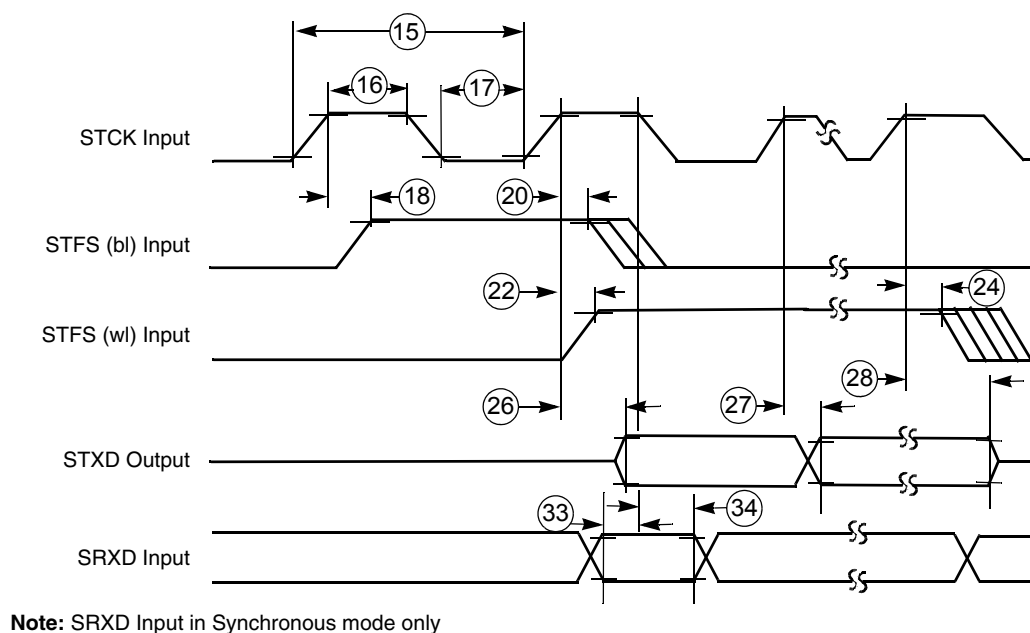 15
16
17
STCK Input
18
20
STFS (bl) Input
22
24
STFS (wl) Input
26
27
28
STXD Output
33
34
SRXD Input
Note: SRXD Input in Synchronous mode only